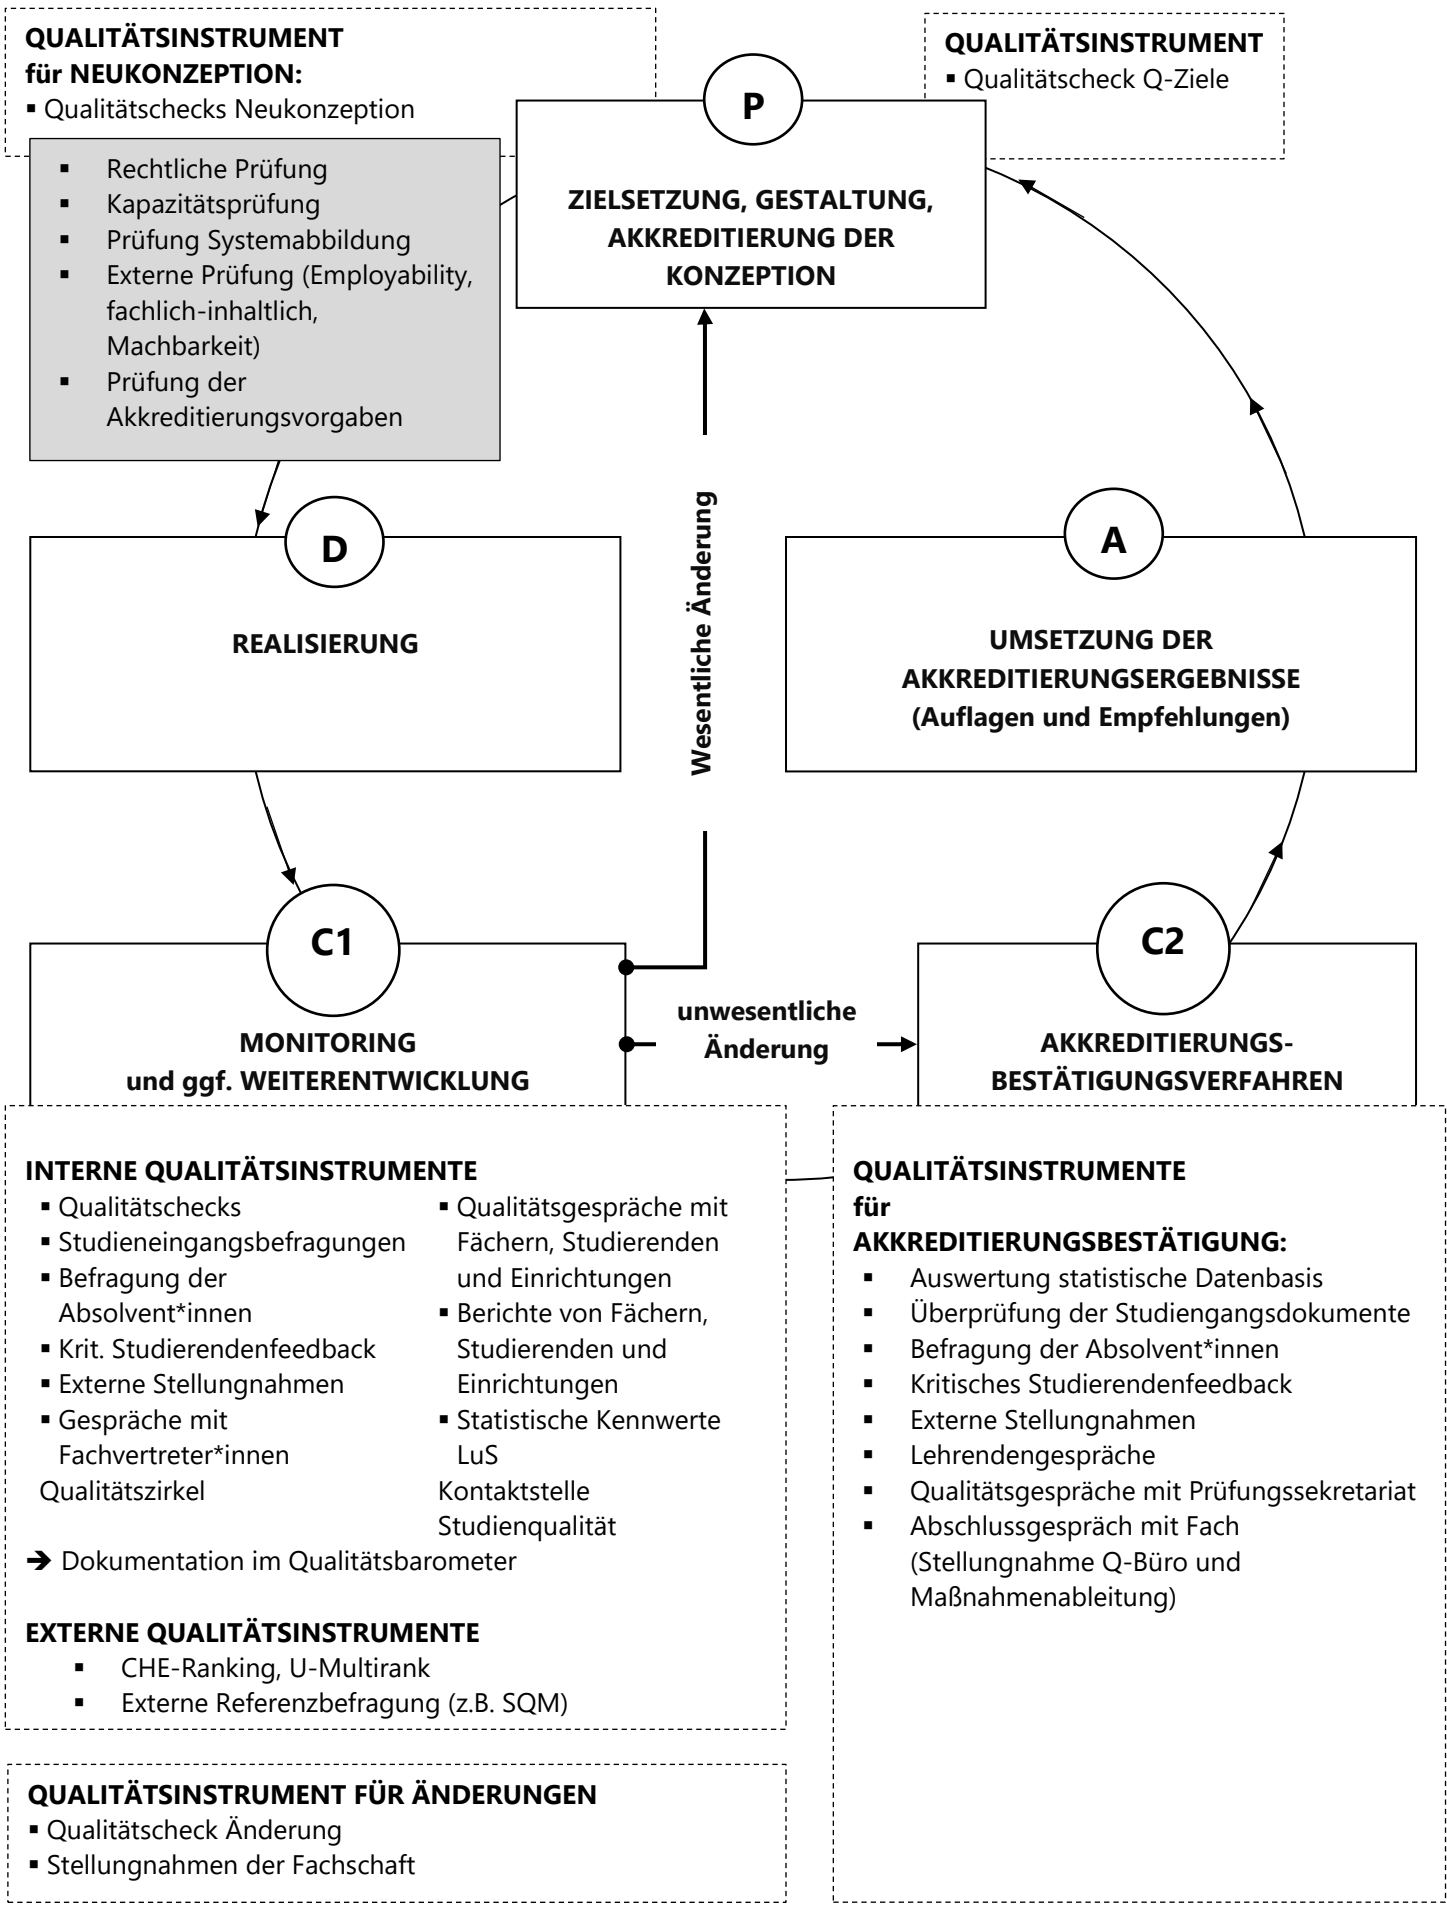 QUALITÄTSINSTRUMENT
für NEUKONZEPTION:
▪ Qualitätschecks Neukonzeption
QUALITÄTSINSTRUMENT
▪ Qualitätscheck Q-Ziele
P
ZIELSETZUNG, GESTALTUNG,
AKKREDITIERUNG DER
KONZEPTION
▪ Rechtliche Prüfung
▪ Kapazitätsprüfung
▪ Prüfung Systemabbildung
▪ Externe Prüfung (Employability,
fachlich-inhaltlich,
Machbarkeit)
▪ Prüfung der
Akkreditierungsvorgaben
D
REALISIERUNG
Wesentliche Änderung
A
UMSETZUNG DER
AKKREDITIERUNGSERGEBNISSE
(Auflagen und Empfehlungen)
C1
MONITORING
und ggf. WEITERENTWICKLUNG
unwesentliche
Änderung
C2
AKKREDITIERUNGS-
BESTÄTIGUNGSVERFAHREN
INTERNE QUALITÄTSINSTRUMENTE
▪ Qualitätschecks
▪ Studieneingangsbefragungen
▪ Befragung der
Absolvent*innen
▪ Krit. Studierendenfeedback
▪ Externe Stellungnahmen
▪ Gespräche mit
Fachvertreter*innen
Qualitätszirkel
▪ Qualitätsgespräche mit
Fächern, Studierenden
und Einrichtungen
▪ Berichte von Fächern,
Studierenden und
Einrichtungen
▪ Statistische Kennwerte
LuS
Kontaktstelle
Studienqualität
➔ Dokumentation im Qualitätsbarometer
EXTERNE QUALITÄTSINSTRUMENTE
▪ CHE-Ranking, U-Multirank
▪ Externe Referenzbefragung (z.B. SQM)
QUALITÄTSINSTRUMENTE
für
AKKREDITIERUNGSBESTÄTIGUNG:
▪ Auswertung statistische Datenbasis
▪ Überprüfung der Studiengangsdokumente
▪ Befragung der Absolvent*innen
▪ Kritisches Studierendenfeedback
▪ Externe Stellungnahmen
▪ Lehrendengespräche
▪ Qualitätsgespräche mit Prüfungssekretariat
▪ Abschlussgespräch mit Fach
(Stellungnahme Q-Büro und
Maßnahmenableitung)
QUALITÄTSINSTRUMENT FÜR ÄNDERUNGEN
▪ Qualitätscheck Änderung
▪ Stellungnahmen der Fachschaft